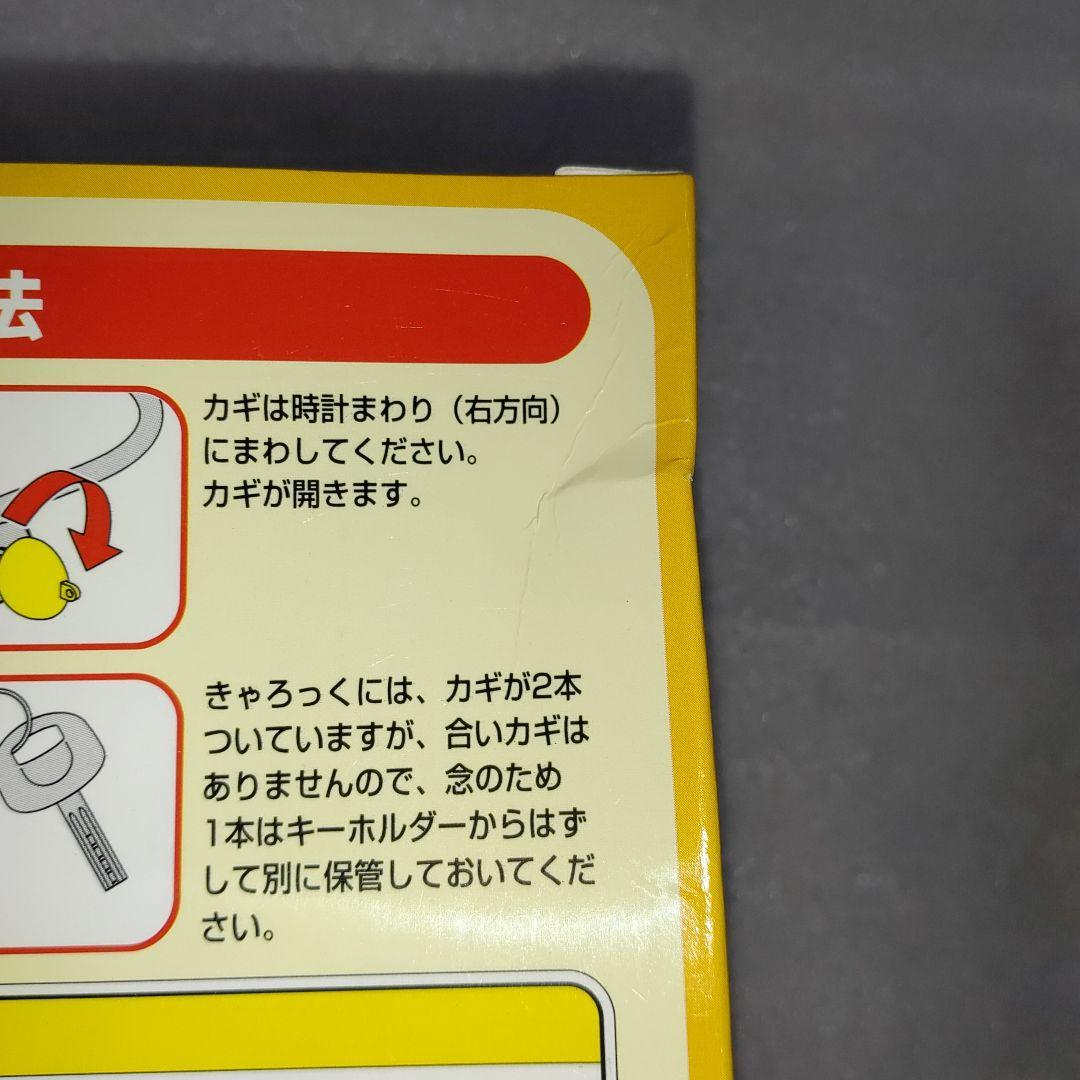 法
カギは時計まわり（右方向）
にまわしてください。
カギが開きます。
きゃろっくには、カギが2本
ついていますが、合いカギは
ありませんので、念のため
1本はキーホルダーからはず
して別に保管しておいてくだ
さい。